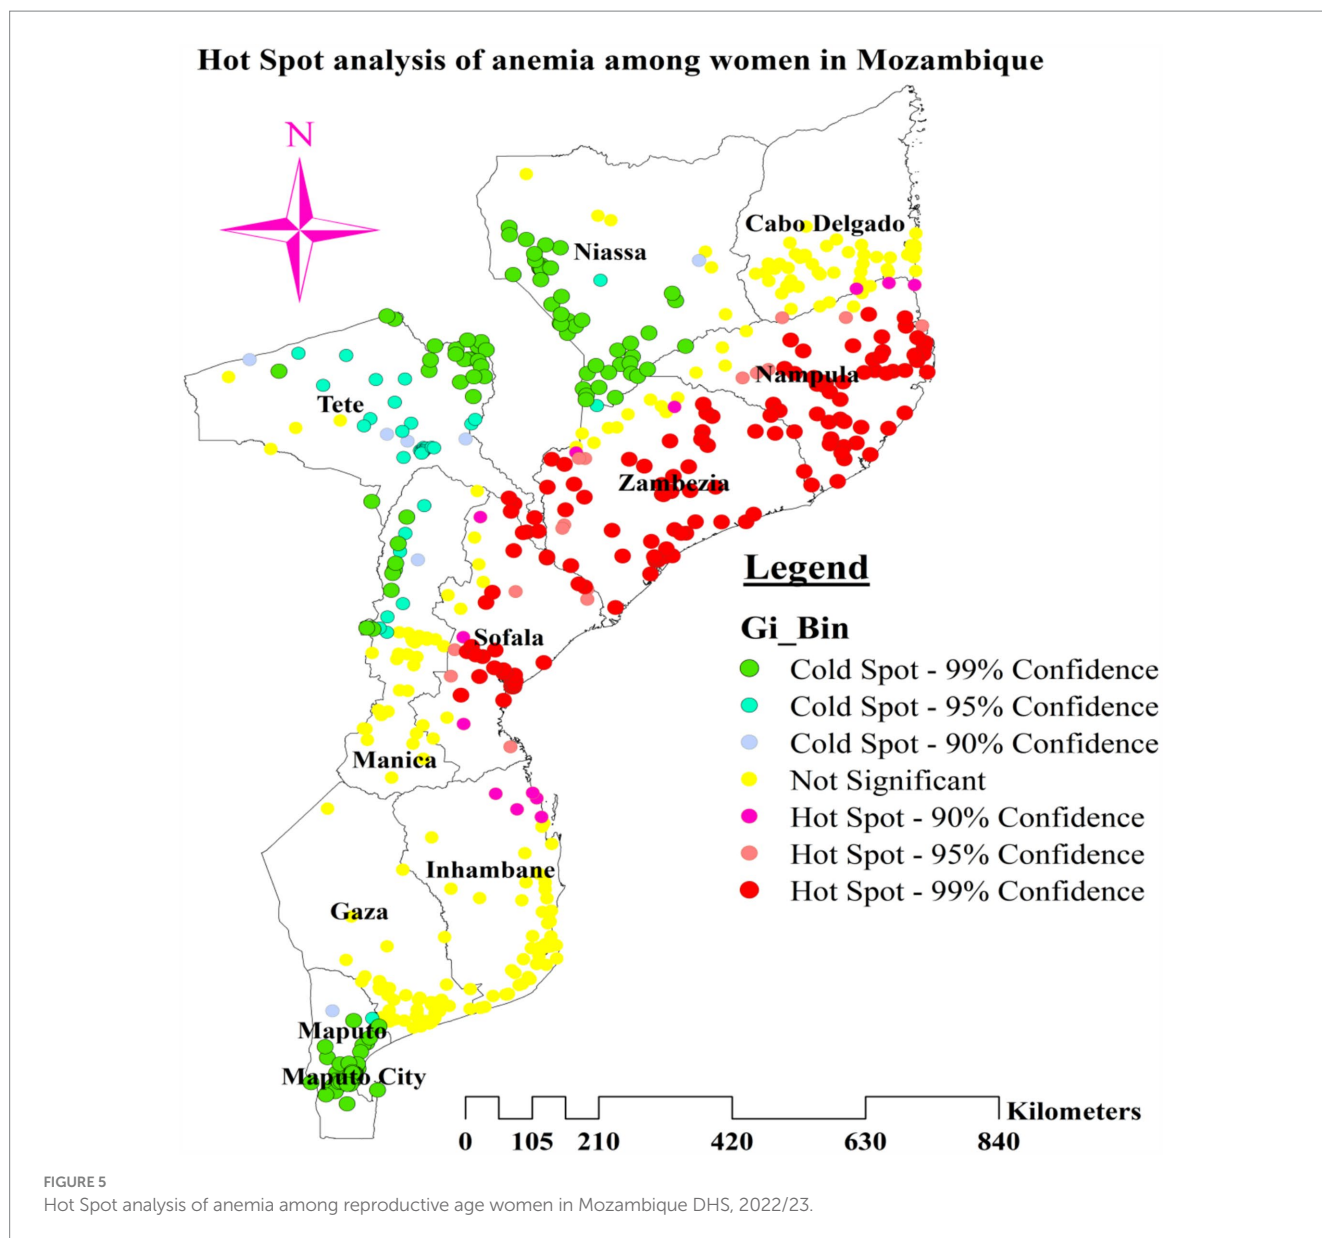 Hot Spot analysis of anemia among women in Mozambique
N
Cabo Delgado
Niassa
Nampula
Tete
Zambezia
Legend
Gi_Bin
Sofala
Cold Spot - 99% Confidence
Cold Spot - 95% Confidence
Cold Spot - 90% Confidence
Manica
Not Significant
Hot Spot - 90% Confidence
Hot Spot - 95% Confidence
Inhambane
Hot Spot - 99% Confidence
Gaza
Maputo
Maputo City
Kilometers
0 105 210 420 630 840
FIGURE 5
Hot Spot analysis of anemia among reproductive age women in Mozambique DHS, 2022/23.